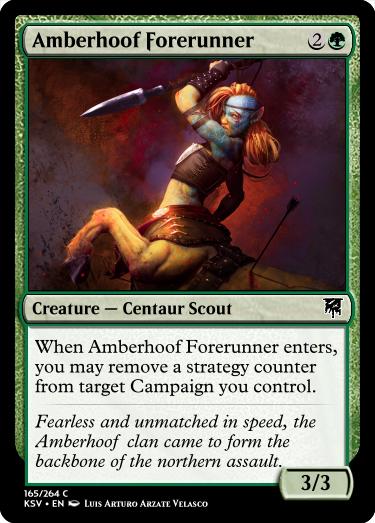 Amberhoof Forerunner 2
Creature — Centaur Scout
When Amberhoof Forerunner enters,
you may remove a strategy counter
from target Campaign you control.
Fearless and unmatched in speed, the
Amberhoof clan came to form the
backbone of the northern assault.
3/3
165/264 C
KSV • EN Luis Arturo Arzate Velasco